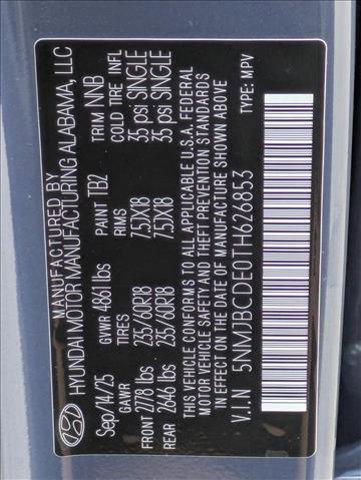 MANUFACTURED BY
HYUNDAI MOTOR MANUFACTURING ALABAMA, LLC
Sep/14/25 GVWR 4861 lbs PAINT TB2 TRIM NNB
GAWR TIRES RIMS COLD TIRE INFL
FRONT 2778 lbs 235/60R18 7.5JX18 35 psi SINGLE
REAR 2646 lbs 235/60R18 7.5JX18 35 psi SINGLE
THIS VEHICLE CONFORMS TO ALL APPLICABLE U.S.A. FEDERAL
MOTOR VEHICLE SAFETY AND THEFT PREVENTION STANDARDS
IN EFFECT ON THE DATE OF MANUFACTURE SHOWN ABOVE
V.I.N 5NMJBCDE0TH626853 TYPE: MPV